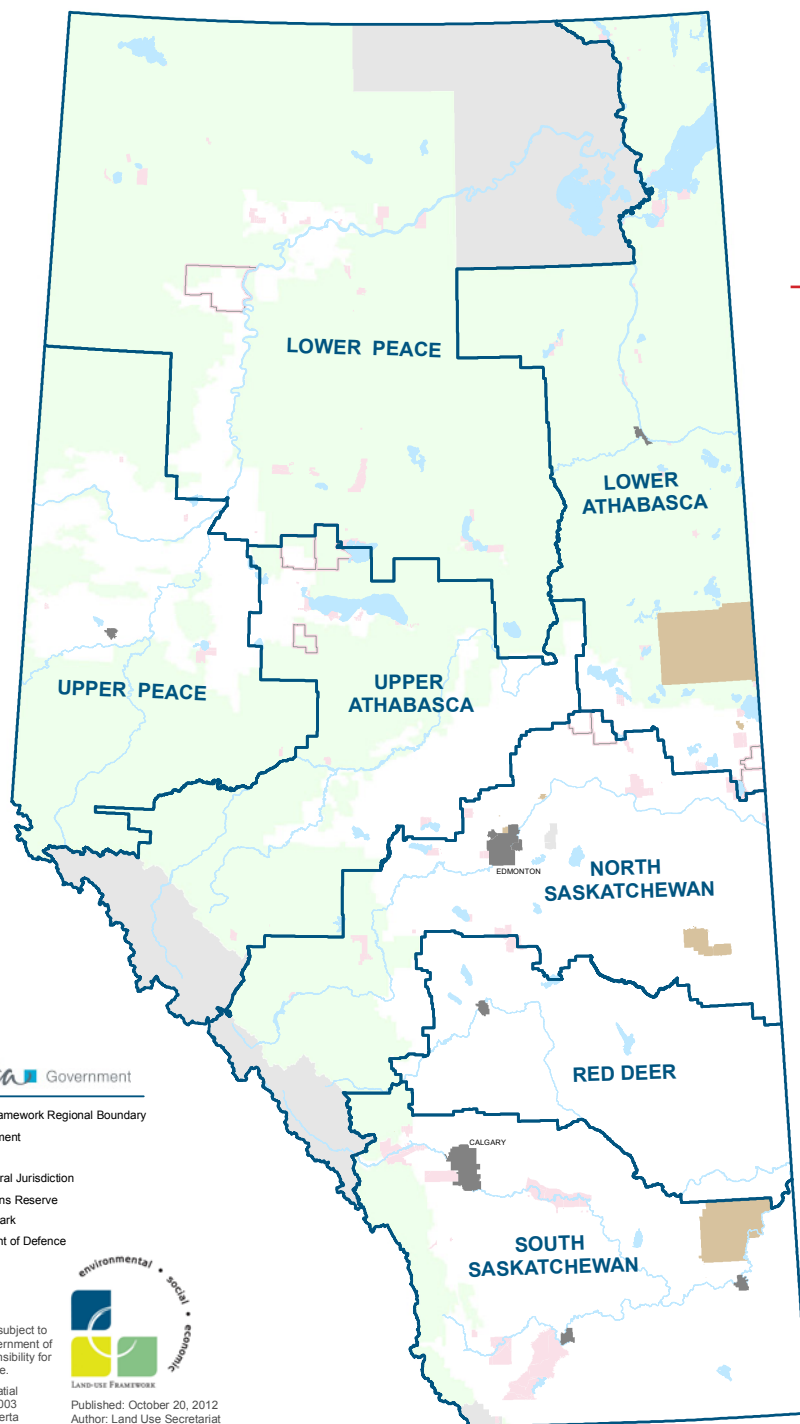 LOWER PEACE
LOWER
ATHABASCA
UPPER PEACE
UPPER
ATHABASCA
EDMONTON
NORTH
SASKATCHEWAN
RED DEER
CALGARY
SOUTH
SASKATCHEWAN
Government
amework Regional Boundary
ment
ral Jurisdiction
ns Reserve
ark
nt of Defence
environmental • social • economic
LAND-USE FRAMEWORK
subject to
ernment of
nsibility for
e.
atial
003
erta
Published: October 20, 2012
Author: Land Use Secretariat